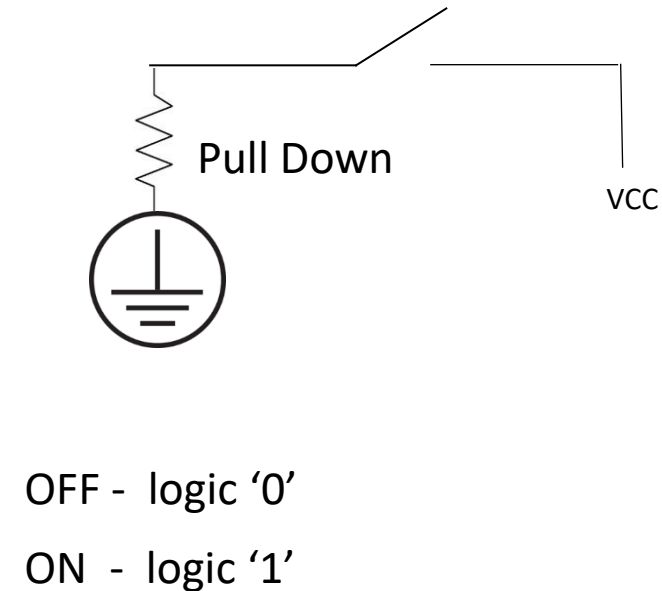 Pull Down
VCC
OFF - logic ‘0’
ON - logic ‘1’